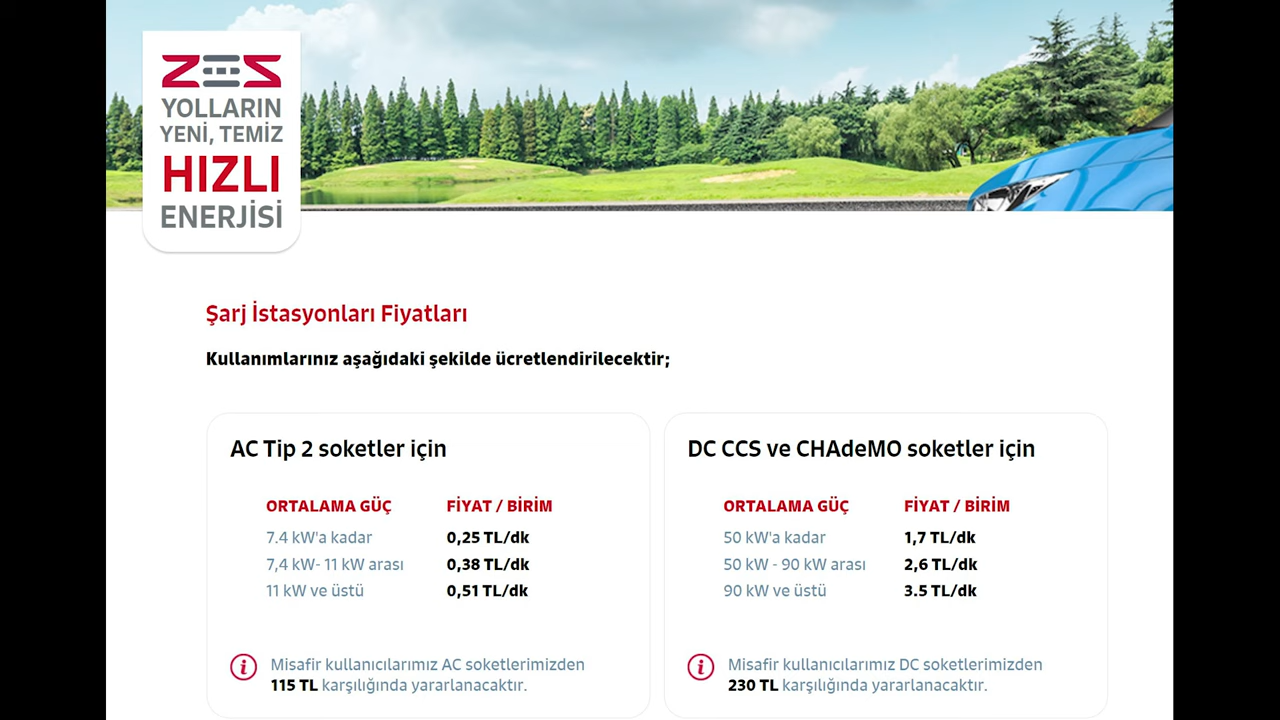 ZES
YOLLARIN
YENİ, TEMİZ
HIZLI
ENERJİSİ
Şarj İstasyonları Fiyatları
Kullanımlarınız aşağıdaki şekilde ücretlendirilecektir;
AC Tip 2 soketler için
ORTALAMA GÜÇ FİYAT / BİRİM
7.4 kW'a kadar 0,25 TL/dk
7,4 kW- 11 kW arası 0,38 TL/dk
11 kW ve üstü 0,51 TL/dk
Misafir kullanıcılarımız AC soketlerimizden
115 TL karşılığında yararlanacaktır.
DC CCS ve CHAdeMO soketler için
ORTALAMA GÜÇ FİYAT / BİRİM
50 kW'a kadar 1,7 TL/dk
50 kW - 90 kW arası 2,6 TL/dk
90 kW ve üstü 3.5 TL/dk
Misafir kullanıcılarımız DC soketlerimizden
230 TL karşılığında yararlanacaktır.